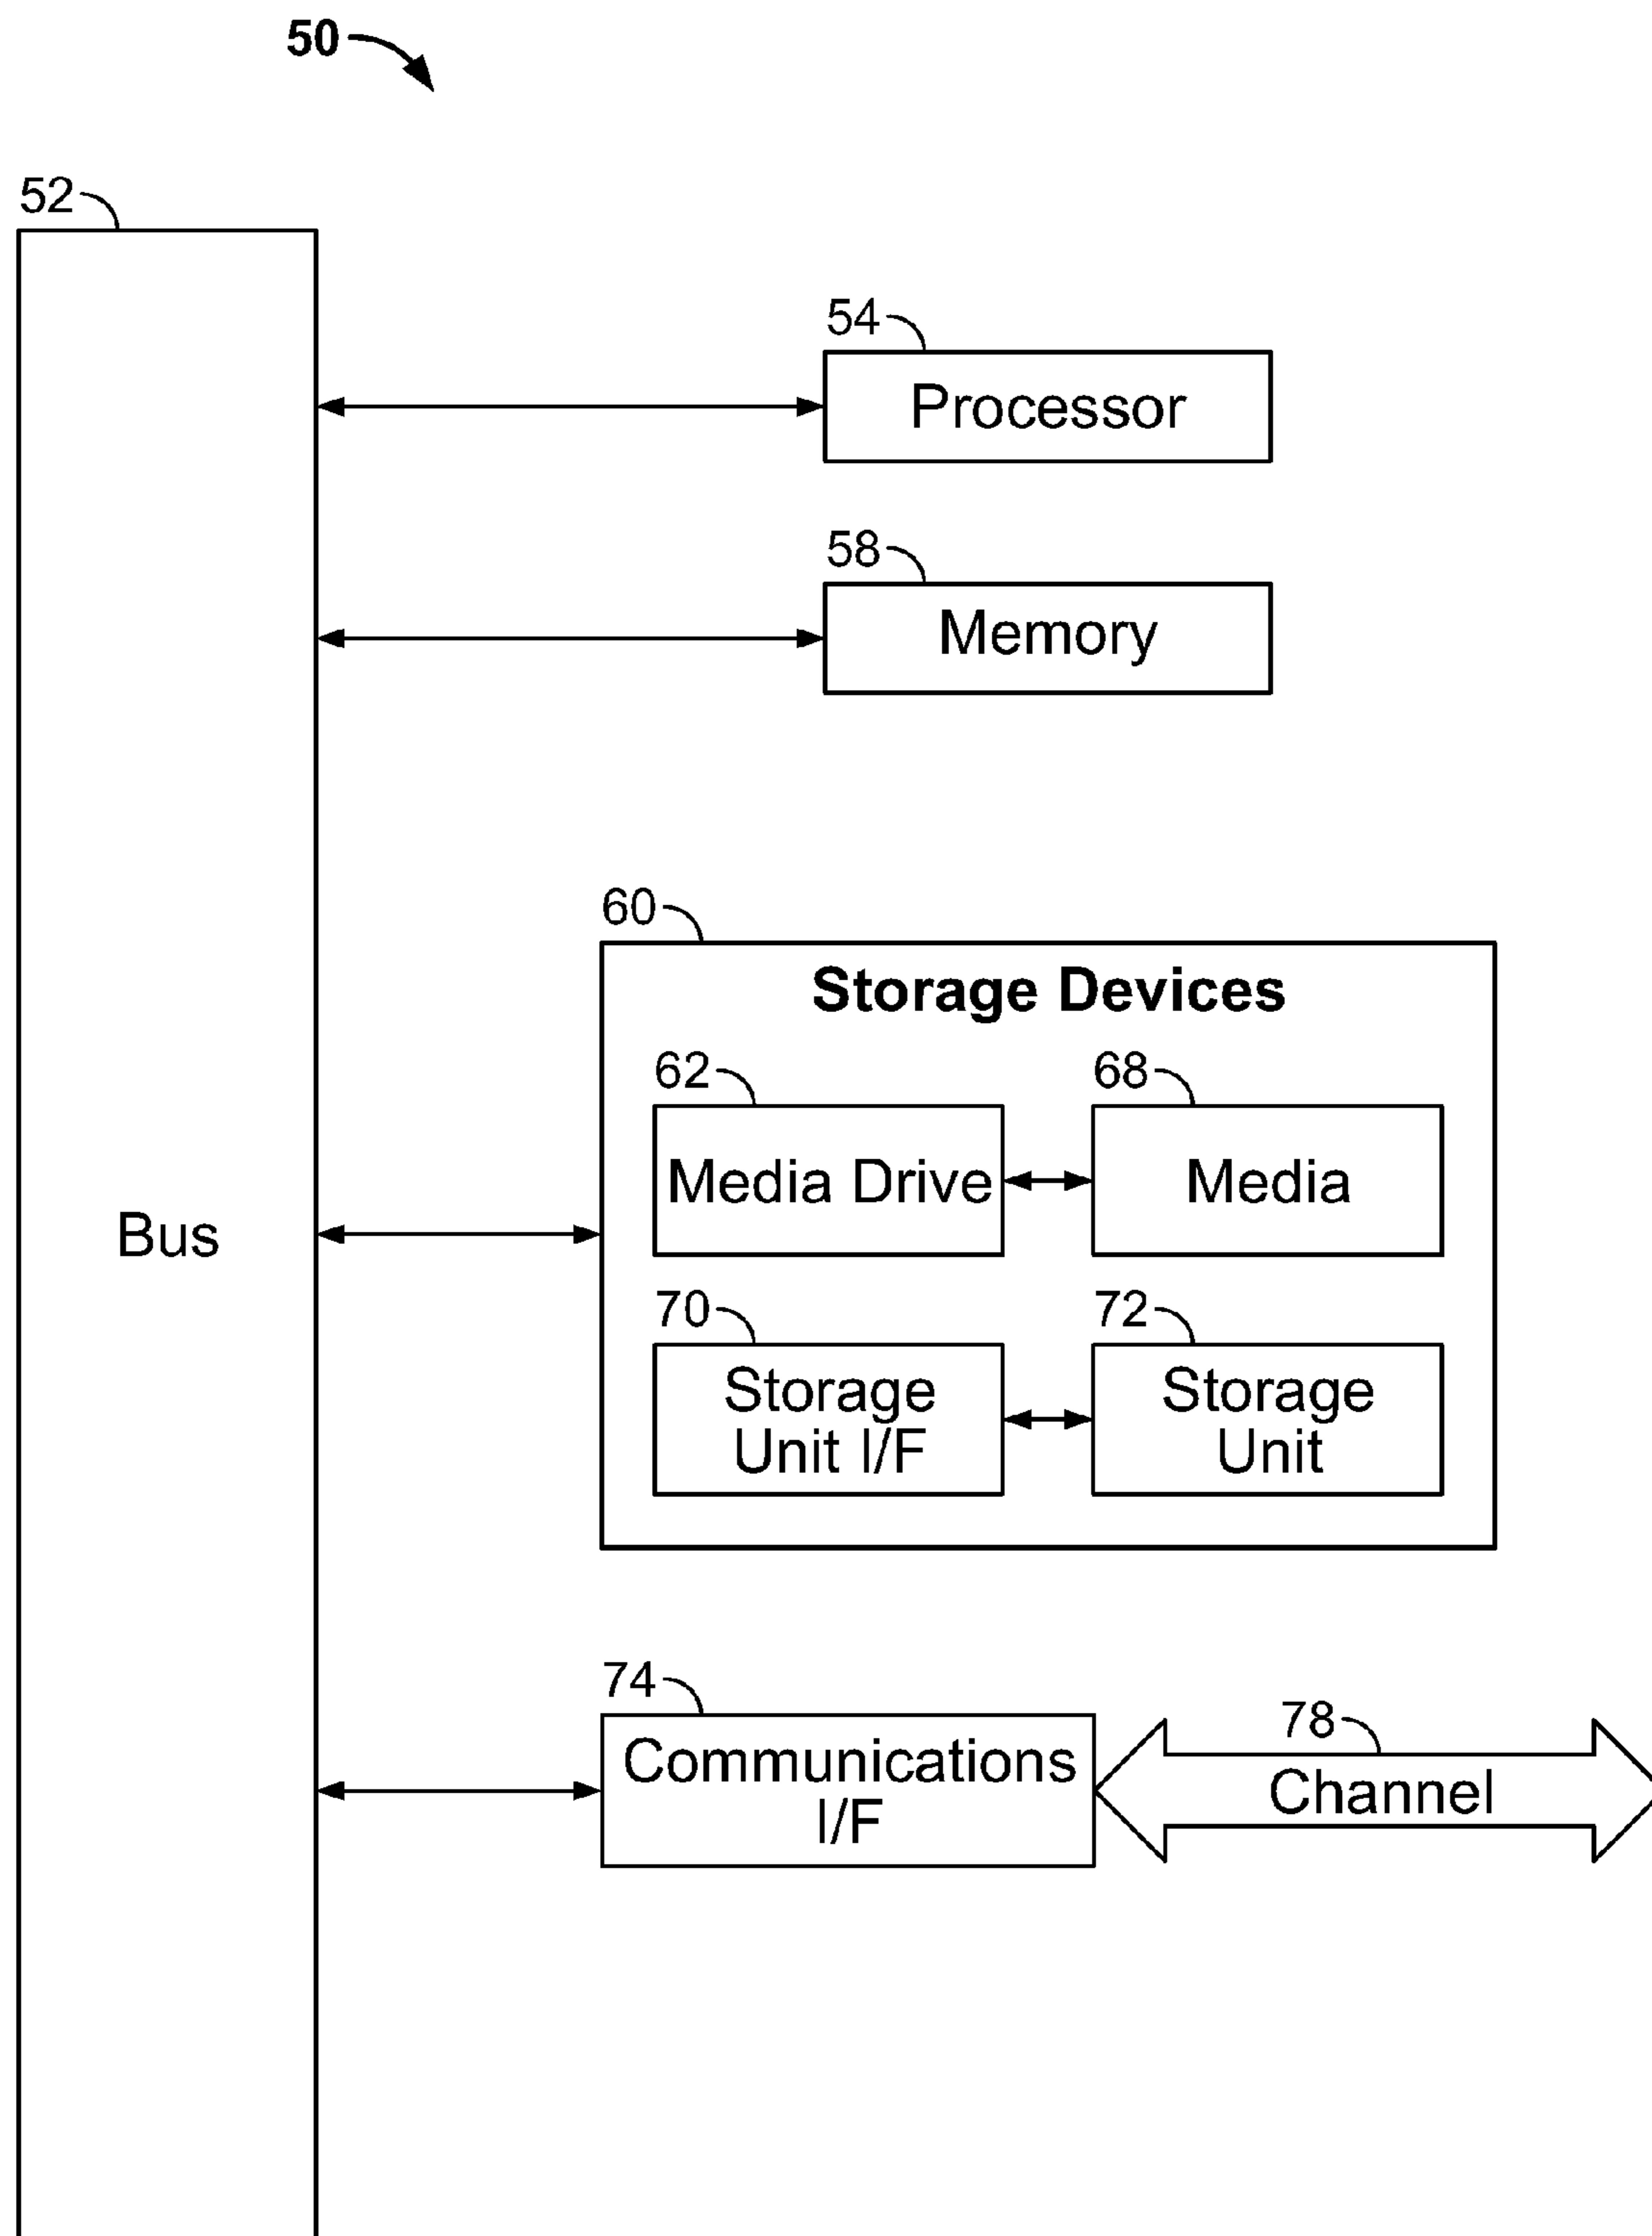 50
52
54
Processor
58
Memory
60
Storage Devices
62
68
Media Drive
Media
Bus
70
72
Storage
Unit I/F
Storage
Unit
74
78
Communications
I/F
Channel